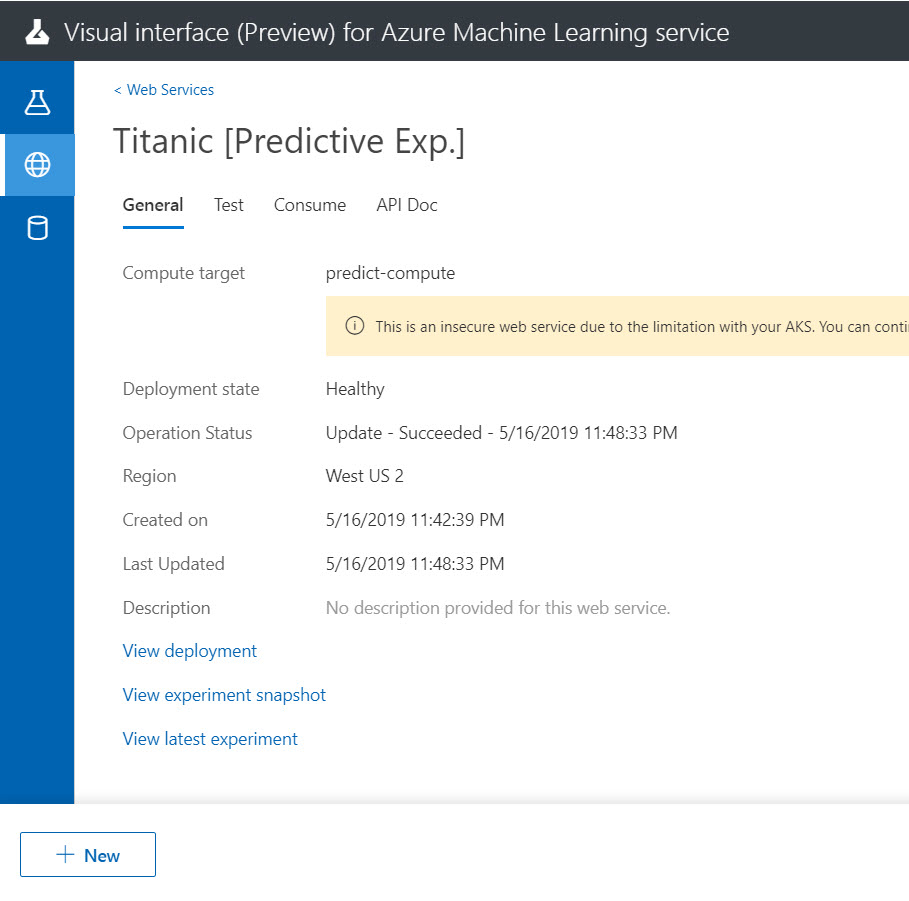 Visual interface (Preview) for Azure Machine Learning service
< Web Services
Titanic [Predictive Exp.]
General Test Consume API Doc
Compute target predict-compute
This is an insecure web service due to the limitation with your AKS. You can conti
Deployment state Healthy
Operation Status Update - Succeeded - 5/16/2019 11:48:33 PM
Region West US 2
Created on 5/16/2019 11:42:39 PM
Last Updated 5/16/2019 11:48:33 PM
Description No description provided for this web service.
View deployment
View experiment snapshot
View latest experiment
New